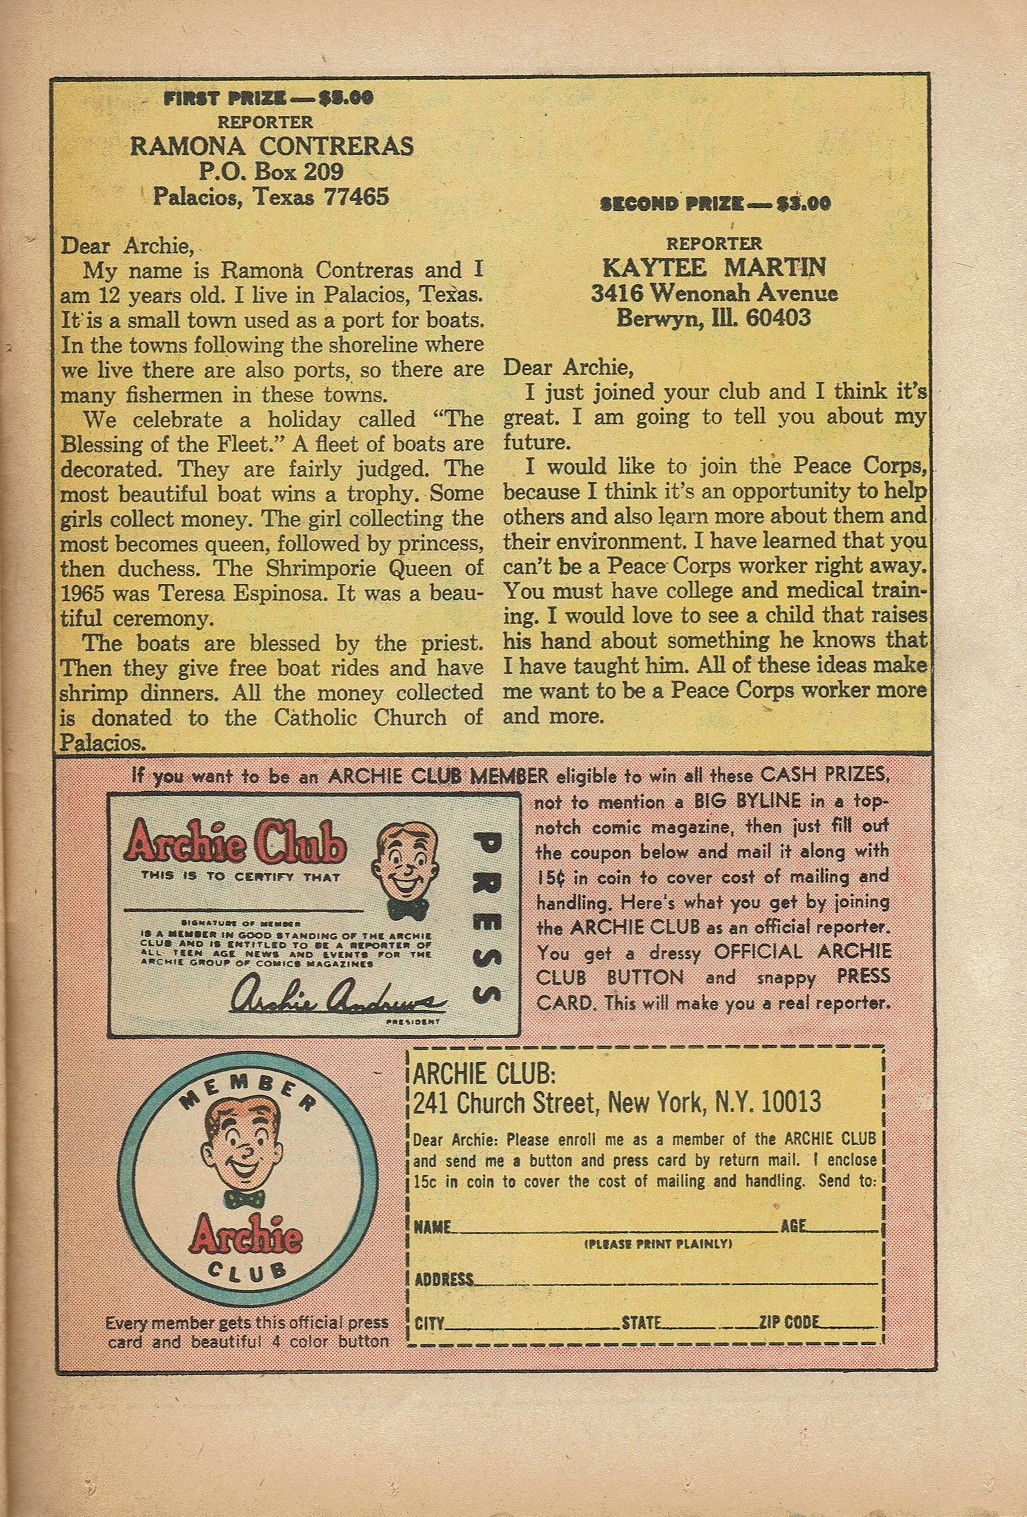 FIRST PRIZE—$5.00
REPORTER
RAMONA CONTRERAS
P.O. Box 209
Palacios, Texas 77465
Dear Archie,
My name is Ramona Contreras and I
am 12 years old. I live in Palacios, Texas.
It is a small town used as a port for boats.
In the towns following the shoreline where
we live there are also ports, so there are
many fishermen in these towns.
We celebrate a holiday called “The
Blessing of the Fleet.” A fleet of boats are
decorated. They are fairly judged. The
most beautiful boat wins a trophy. Some
girls collect money. The girl collecting the
most becomes queen, followed by princess,
then duchess. The Shrimporie Queen of
1965 was Teresa Espinosa. It was a beau-
tiful ceremony.
The boats are blessed by the priest.
Then they give free boat rides and have
shrimp dinners. All the money collected
is donated to the Catholic Church of
Palacios.
SECOND PRIZE—$3.00
REPORTER
KAYTEE MARTIN
3416 Wenonah Avenue
Berwyn, Ill. 60403
Dear Archie,
I just joined your club and I think it's
great. I am going to tell you about my
future.
I would like to join the Peace Corps,
because I think it's an opportunity to help
others and also learn more about them and
their environment. I have learned that you
can't be a Peace Corps worker right away.
You must have college and medical train-
ing. I would love to see a child that raises
his hand about something he knows that
I have taught him. All of these ideas make
me want to be a Peace Corps worker more
and more.
If you want to be an ARCHIE CLUB MEMBER eligible to win all these CASH PRIZES,
not to mention a BIG BYLINE in a top-
notch comic magazine, then just fill out
the coupon below and mail it along with
15¢ in coin to cover cost of mailing and
handling. Here's what you get by joining
the ARCHIE CLUB as an official reporter.
You get a dressy OFFICIAL ARCHIE
CLUB BUTTON and snappy PRESS
CARD. This will make you a real reporter.
Archie Club
THIS IS TO CERTIFY THAT
SIGNATURE OF MEMBER
IS A MEMBER IN GOOD STANDING OF THE ARCHIE
CLUB AND IS ENTITLED TO BE A REPORTER OF
ALL TEEN AGE NEWS AND EVENTS FOR THE
ARCHIE GROUP OF COMICS MAGAZINES
Archie Andrews
PRESIDENT
PRESS
MEMBER
Archie
CLUB
Every member gets this official press
card and beautiful 4 color button
ARCHIE CLUB:
241 Church Street, New York, N.Y. 10013
Dear Archie: Please enroll me as a member of the ARCHIE CLUB
and send me a button and press card by return mail. I enclose
15c in coin to cover the cost of mailing and handling. Send to:
NAME AGE
(PLEASE PRINT PLAINLY)
ADDRESS
CITY STATE ZIP CODE